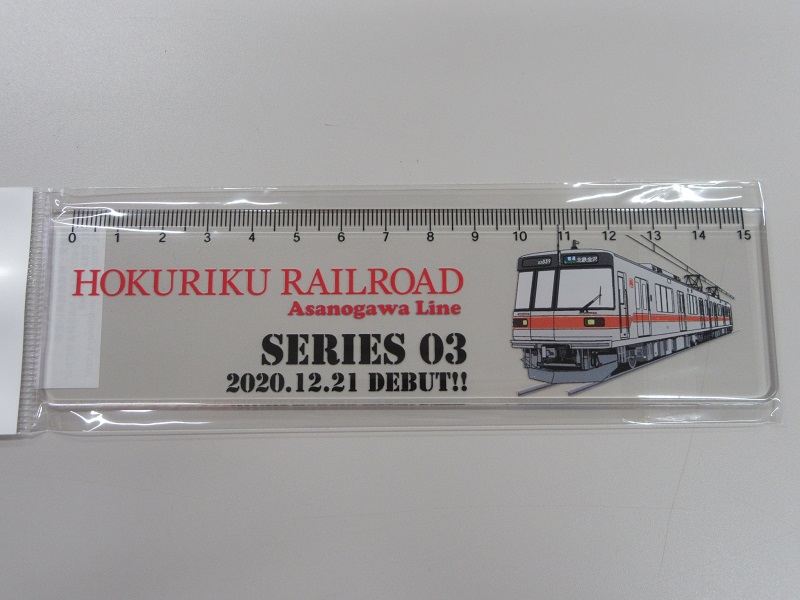 0 1 2 3 4 5 6 7 8 9 10 11 12 13 14 15
HOKURIKU RAILROAD
Asanogawa Line
SERIES 03
2020.12.21 DEBUT!!